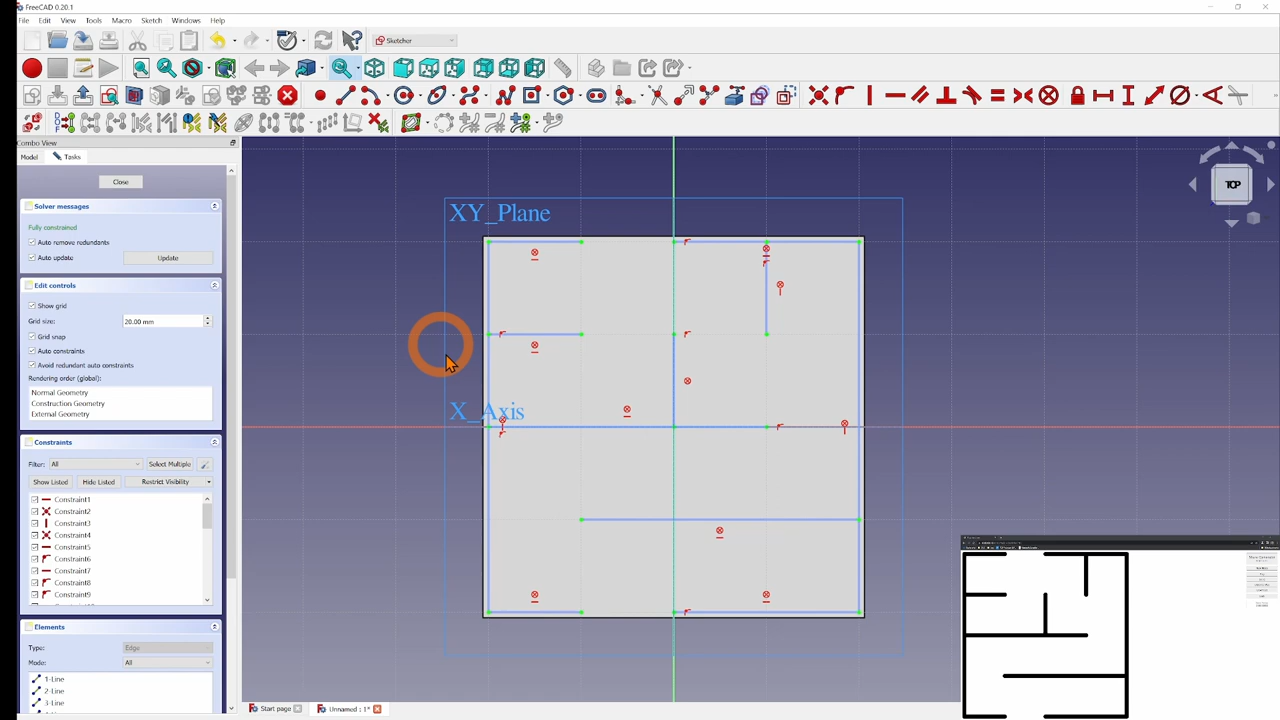 FreeCAD 0.20.1
File Edit View Tools Macro Sketch Windows Help
Sketcher
Combo View
Model Tasks
Close
Solver messages
Fully constrained
Auto remove redundants
Auto update Update
Edit controls
Show grid
Grid size: 20.00 mm
Grid snap
Auto constraints
Avoid redundant auto constraints
Rendering order (global):
Normal Geometry
Construction Geometry
External Geometry
Constraints
Filter: All Select Multiple
Show Listed Hide Listed Restrict Visibility
Constraint1
Constraint2
Constraint3
Constraint4
Constraint5
Constraint6
Constraint7
Constraint8
Constraint9
Elements
Type: Edge
Mode: All
1-Line
2-Line
3-Line
XY_Plane
X_Axis
TOP
Start page Unnamed : 1*